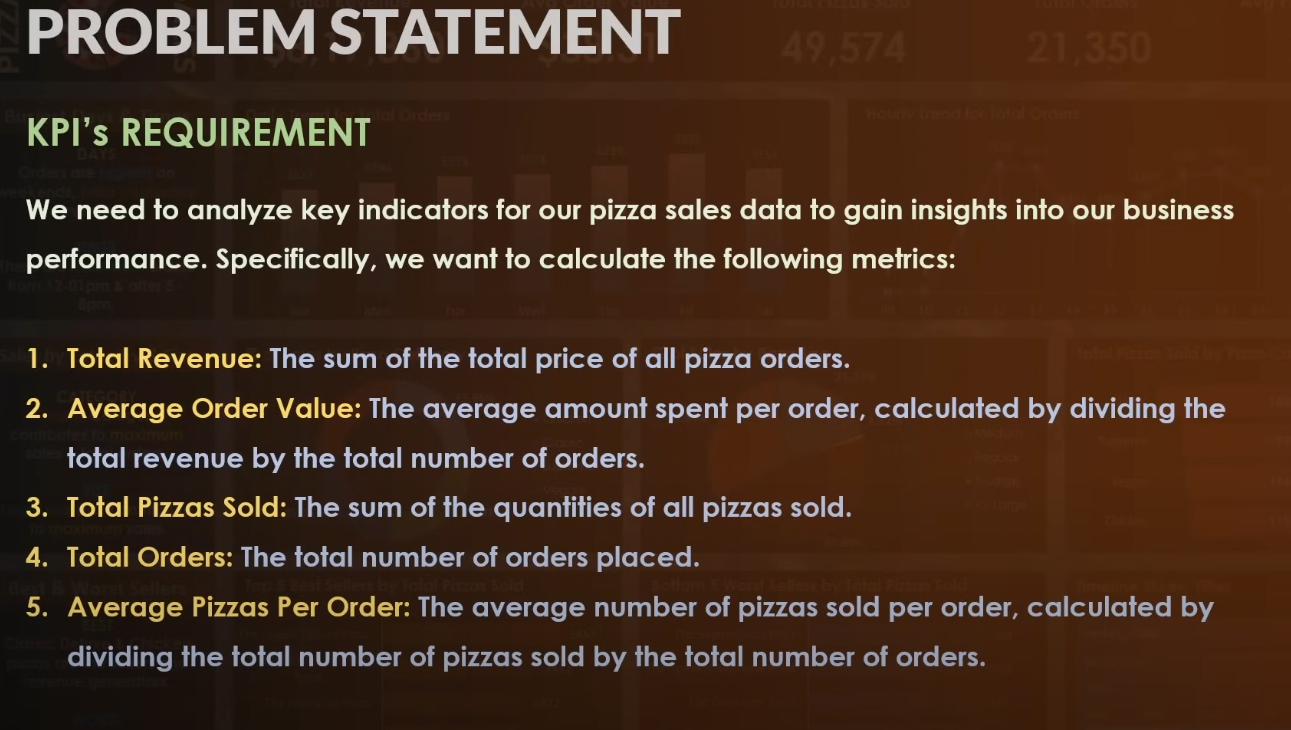 PROBLEM STATEMENT
49,574
21,350
KPI's REQUIREMENT
We need to analyze key indicators for our pizza sales data to gain insights into our business
performance. Specifically, we want to calculate the following metrics:
1. Total Revenue: The sum of the total price of all pizza orders.
2. Average Order Value: The average amount spent per order, calculated by dividing the
total revenue by the total number of orders.
3. Total Pizzas Sold: The sum of the quantities of all pizzas sold.
4. Total Orders: The total number of orders placed.
5. Average Pizzas Per Order: The average number of pizzas sold per order, calculated by
dividing the total number of pizzas sold by the total number of orders.